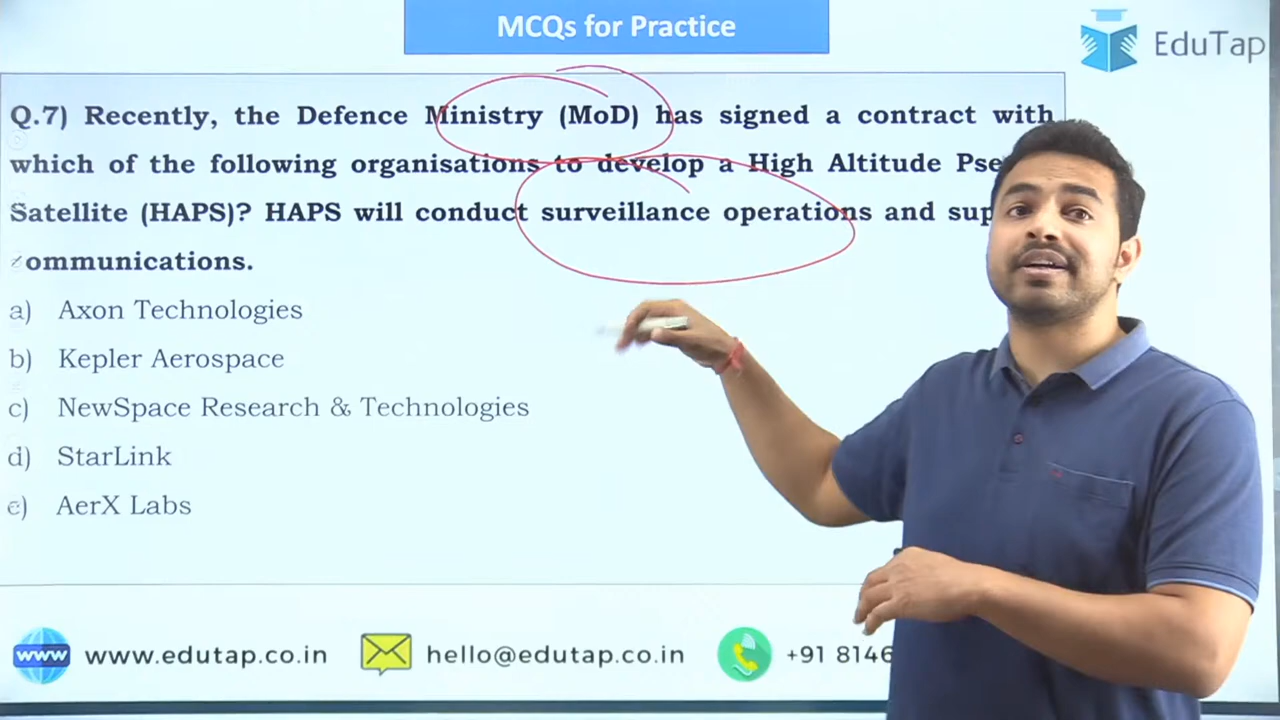 MCQs for Practice
EduTap
Q.7) Recently, the Defence Ministry (MoD) has signed a contract with
which of the following organisations to develop a High Altitude
Satellite (HAPS)? HAPS will conduct surveillance operations and
ommunications.
a) Axon Technologies
b) Kepler Aerospace
c) NewSpace Research & Technologies
d) StarLink
e) AerX Labs
www www.edutap.co.in hello@edutap.co.in +91 8146